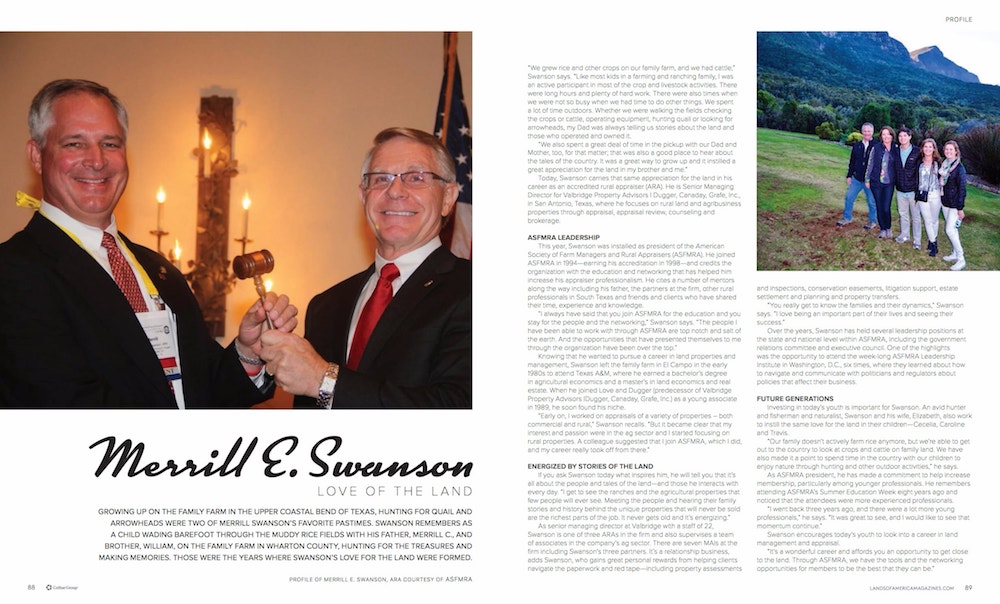 PROFILE
Merrill E. Swanson
LOVE OF THE LAND
GROWING UP ON THE FAMILY FARM IN THE UPPER COASTAL BEND OF TEXAS, HUNTING FOR QUAIL AND
ARROWHEADS WERE TWO OF MERRILL SWANSON'S FAVORITE PASTIMES. SWANSON REMEMBERS AS
A CHILD WADING BAREFOOT THROUGH THE MUDDY RICE FIELDS WITH HIS FATHER, MERRILL C., AND
BROTHER, WILLIAM, ON THE FAMILY FARM IN WHARTON COUNTY, HUNTING FOR THE TREASURES AND
MAKING MEMORIES. THOSE WERE THE YEARS WHERE SWANSON'S LOVE FOR THE LAND WERE FORMED.
PROFILE OF MERRILL E. SWANSON, ARA COURTESY OF ASFMRA
88
"We grew rice and other crops on our family farm, and we had cattle,"
Swanson says. "Like most kids in a farming and ranching family, I was
an active participant in most of the crop and livestock activities. There
were long hours and plenty of hard work. There were also times when
we were not so busy when we had time to do other things. We spent
a lot of time outdoors. Whether we were walking the fields checking
the crops or cattle, operating equipment, hunting quail or looking for
arrowheads, my Dad was always telling us stories about the land and
those who operated and owned it.
"We also spent a great deal of time in the pickup with our Dad and
Mother, too, for that matter; that was also a good place to hear about
the tales of the country. It was a great way to grow up and it instilled a
great appreciation for the land in my brother and me."
Today, Swanson carries that same appreciation for the land in his
career as an accredited rural appraiser (ARA). He is Senior Managing
Director for Valbridge Property Advisors | Dugger, Canaday, Grafe, Inc.,
in San Antonio, Texas, where he focuses on rural land and agribusiness
properties through appraisal, appraisal review, counseling and
brokerage.
ASFMRA LEADERSHIP
This year, Swanson was installed as president of the American
Society of Farm Managers and Rural Appraisers (ASFMRA). He joined
ASFMRA in 1994—earning his accreditation in 1998—and credits the
organization with the education and networking that has helped him
increase his appraiser professionalism. He cites a number of mentors
along the way including his father, the partners at the firm, other rural
professionals in South Texas and friends and clients who have shared
their time, experience and knowledge.
"I always have said that you join ASFMRA for the education and you
stay for the people and the networking," Swanson says. "The people I
have been able to work with through ASFMRA are top notch and salt of
the earth. And the opportunities that have presented themselves to me
through the organization have been over the top."
Knowing that he wanted to pursue a career in land properties and
management, Swanson left the family farm in El Campo in the early
1980s to attend Texas A&M, where he earned a bachelor's degree
in agricultural economics and a master's in land economics and real
estate. When he joined Love and Dugger (predecessor of Valbridge
Property Advisors |Dugger, Canaday, Grafe, Inc.) as a young associate
in 1989, he soon found his niche.
"Early on, I worked on appraisals of a variety of properties – both
commercial and rural," Swanson recalls. "But it became clear that my
interest and passion were in the ag sector and I started focusing on
rural properties. A colleague suggested that I join ASFMRA, which I did,
and my career really took off from there."
ENERGIZED BY STORIES OF THE LAND
If you ask Swanson today what inspires him, he will tell you that it's
all about the people and tales of the land—and those he interacts with
every day. "I get to see the ranches and the agricultural properties that
few people will ever see. Meeting the people and hearing their family
stories and history behind the unique properties that will never be sold
are the richest parts of the job. It never gets old and it's energizing."
As senior managing director at Valbridge with a staff of 22,
Swanson is one of three ARAs in the firm and also supervises a team
of associates in the company's ag sector. There are seven MAIs at the
firm including Swanson's three partners. It's a relationship business,
adds Swanson, who gains great personal rewards from helping clients
navigate the paperwork and red tape—including property assessments
and inspections, conservation easements, litigation support, estate
settlement and planning and property transfers.
"You really get to know the families and their dynamics," Swanson
says. "I love being an important part of their lives and seeing their
success."
Over the years, Swanson has held several leadership positions at
the state and national level within ASFMRA, including the government
relations committee and executive council. One of the highlights
was the opportunity to attend the week-long ASFMRA Leadership
Institute in Washington, D.C., six times, where they learned about how
to navigate and communicate with politicians and regulators about
policies that affect their business.
FUTURE GENERATIONS
Investing in today's youth is important for Swanson. An avid hunter
and fisherman and naturalist, Swanson and his wife, Elizabeth, also work
to instill the same love for the land in their children—Cecelia, Caroline
and Travis.
"Our family doesn't actively farm rice anymore, but we're able to get
out to the country to look at crops and cattle on family land. We have
also made it a point to spend time in the country with our children to
enjoy nature through hunting and other outdoor activities," he says.
As ASFMRA president, he has made a commitment to help increase
membership, particularly among younger professionals. He remembers
attending ASFMRA's Summer Education Week eight years ago and
noticed that the attendees were more experienced professionals.
"I went back three years ago, and there were a lot more young
professionals," he says. "It was great to see, and I would like to see that
momentum continue."
Swanson encourages today's youth to look into a career in land
management and appraisal.
"It's a wonderful career and affords you an opportunity to get close
to the land. Through ASFMRA, we have the tools and the networking
opportunities for members to be the best that they can be."
LANDSOFAMERICAMAGAZINES.COM 89